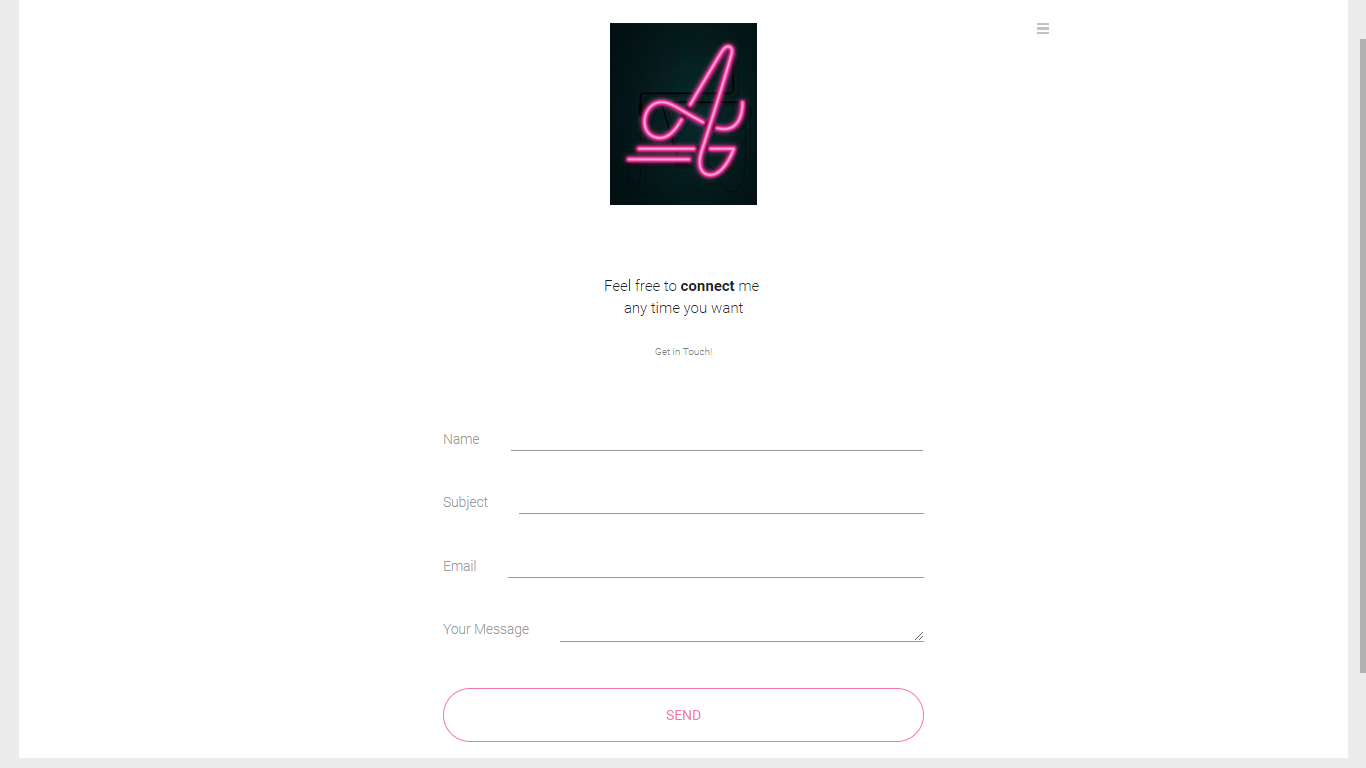 A
Feel free to connect me
any time you want
Get in Touch!
Name
Subject
Email
Your Message
SEND